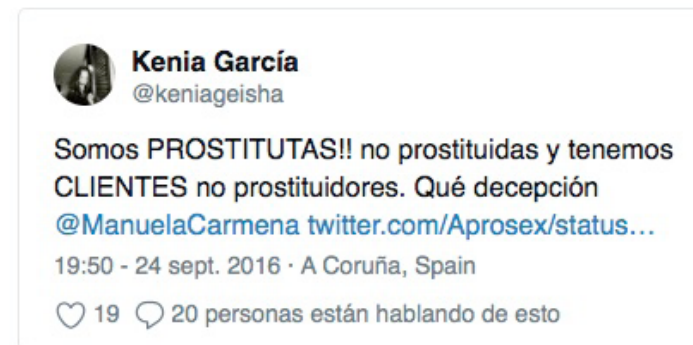 Kenia García
@keniageisha
Somos PROSTITUTAS!! no prostituidas y tenemos
CLIENTES no prostituidores. Qué decepción
@ManuelaCarmena twitter.com/Aprosex/status…
19:50 - 24 sept. 2016 · A Coruña, Spain
19 20 personas están hablando de esto